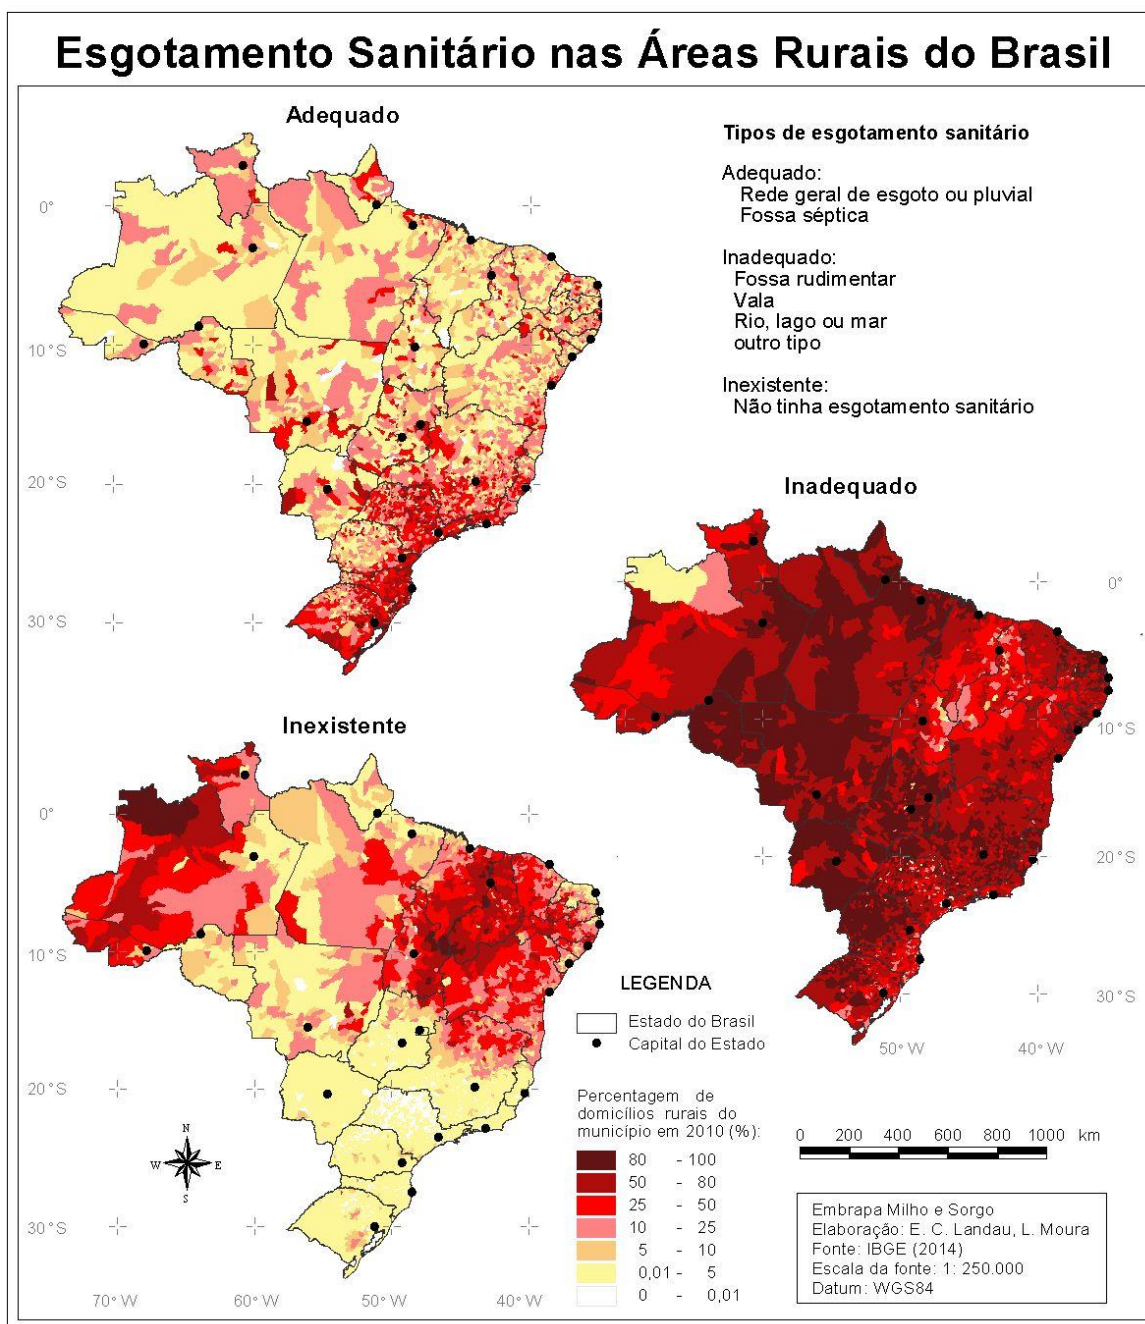 Esgotamento Sanitário nas Áreas Rurais do Brasil
Adequado
0°
10°S
20°S
30°S
Tipos de esgotamento sanitário
Adequado:
Rede geral de esgoto ou pluvial
Fossa séptica
Inadequado:
Fossa rudimentar
Vala
Rio, lago ou mar
outro tipo
Inexistente:
Não tinha esgotamento sanitário
Inadequado
0°
10°S
20°S
30°S
50°W 40°W
Inexistente
0°
10°S
20°S
30°S
70°W 60°W 50°W 40°W
N
W E
S
LEGENDA
Estado do Brasil
Capital do Estado
Percentagem de
domicílios rurais do
município em 2010 (%):
80 - 100
50 - 80
25 - 50
10 - 25
5 - 10
0,01 - 5
0 - 0,01
0 200 400 600 800 1000 km
Embrapa Milho e Sorgo
Elaboração: E. C. Landau, L. Moura
Fonte: IBGE (2014)
Escala da fonte: 1: 250.000
Datum: WGS84